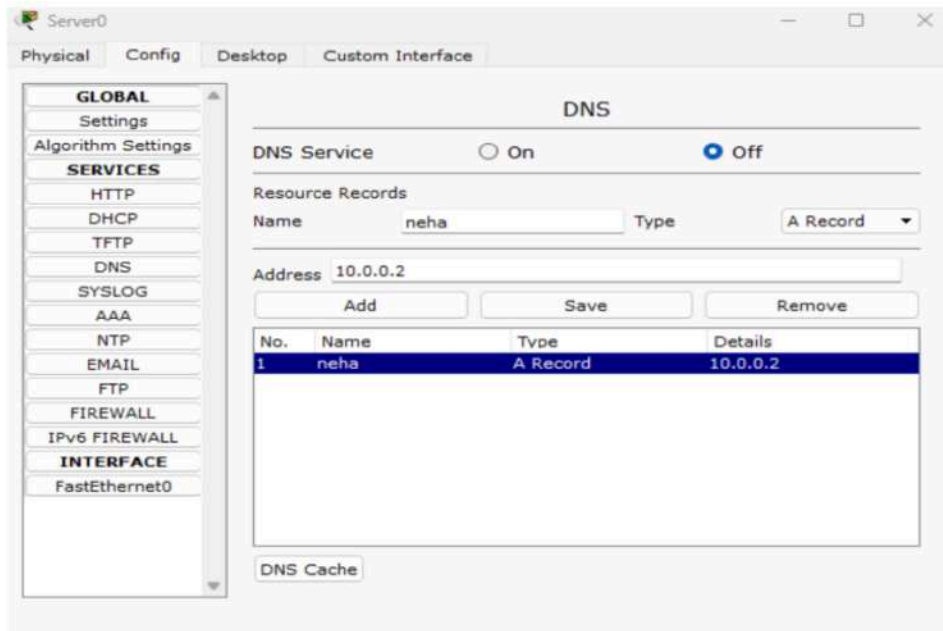 Server0
Physical Config Desktop Custom Interface
GLOBAL
Settings
Algorithm Settings
SERVICES
HTTP
DHCP
TFTP
DNS
SYSLOG
AAA
NTP
EMAIL
FTP
FIREWALL
IPv6 FIREWALL
INTERFACE
FastEthernet0
DNS
DNS Service On Off
Resource Records
Name neha Type A Record
Address 10.0.0.2
Add Save Remove
No. Name Type Details
1 neha A Record 10.0.0.2
DNS Cache